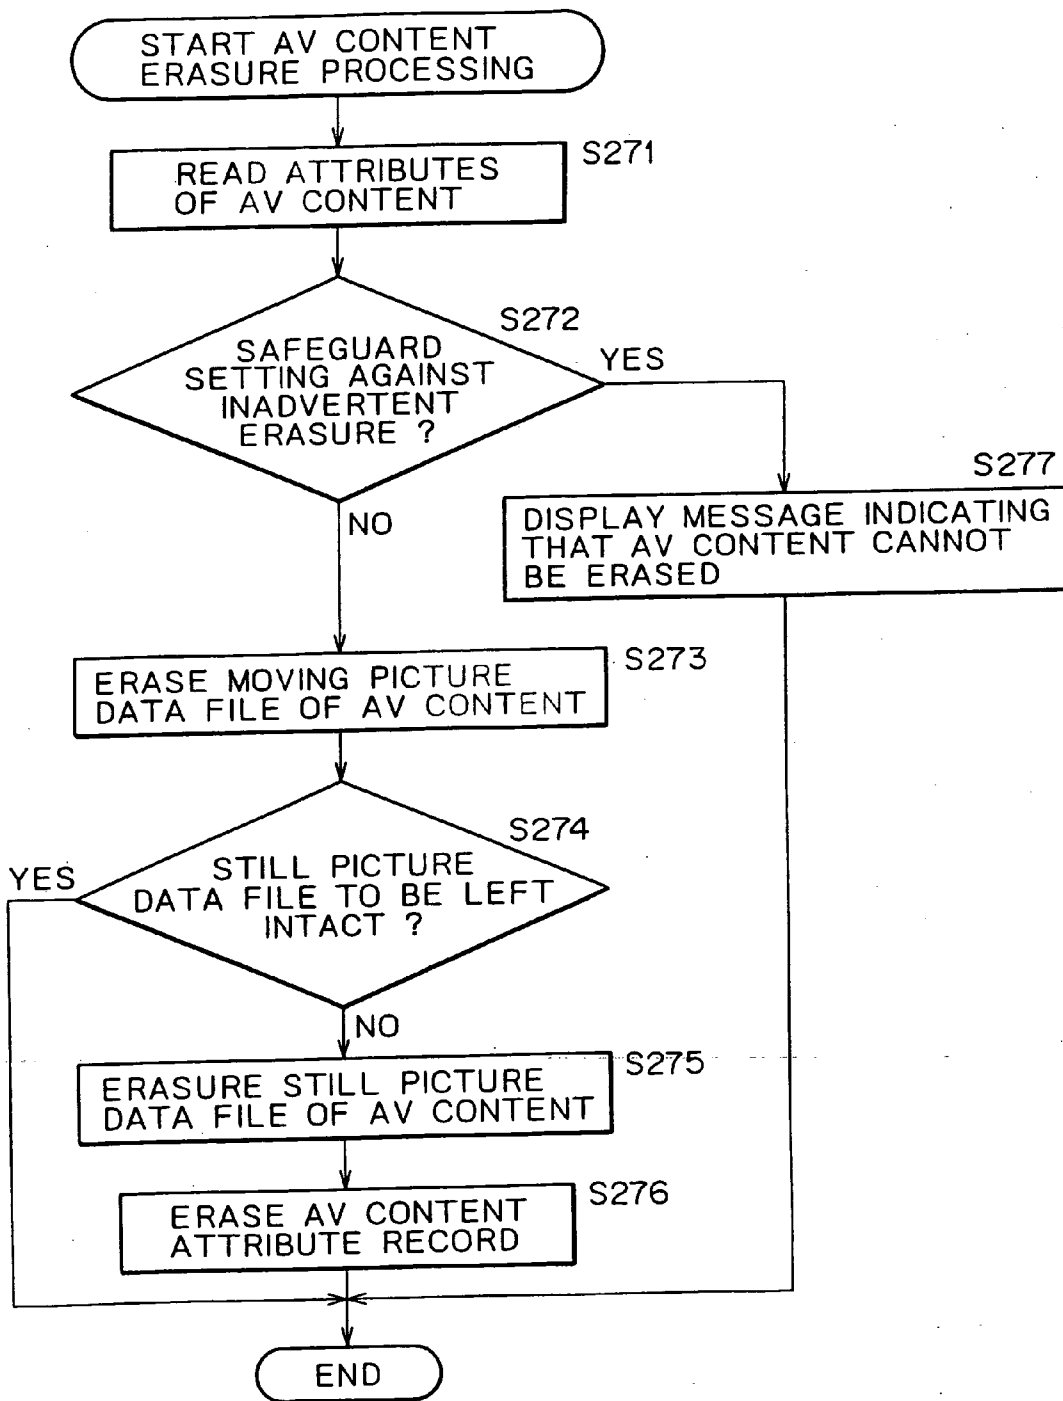 START AV CONTENT
ERASURE PROCESSING
S271
READ ATTRIBUTES
OF AV CONTENT
S272
SAFEGUARD
SETTING AGAINST
INADVERTENT
ERASURE ?
YES
NO
S277
DISPLAY MESSAGE INDICATING
THAT AV CONTENT CANNOT
BE ERASED
S273
ERASE MOVING PICTURE
DATA FILE OF AV CONTENT
S274
STILL PICTURE
DATA FILE TO BE LEFT
INTACT ?
YES
NO
S275
ERASURE STILL PICTURE
DATA FILE OF AV CONTENT
S276
ERASE AV CONTENT
ATTRIBUTE RECORD
END